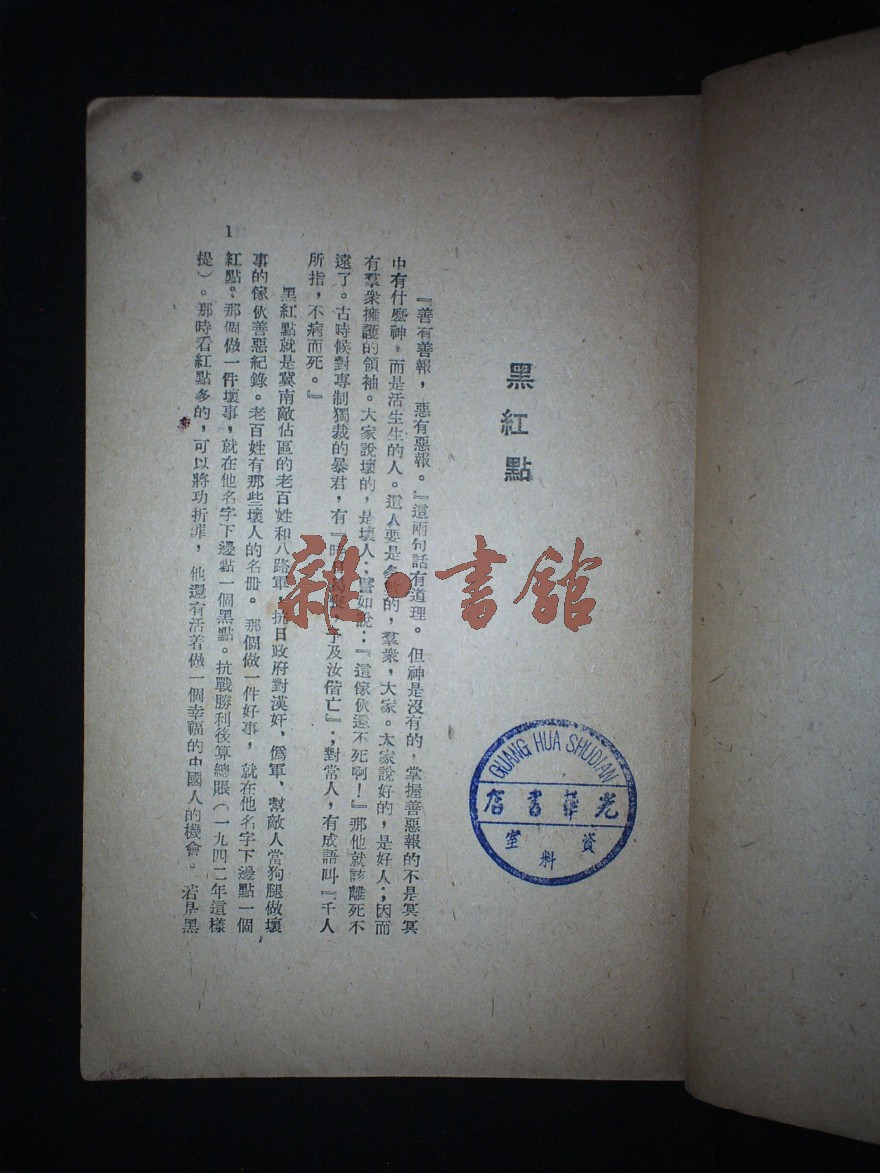 黑紅點
『善有善報，惡有惡報。』這兩句話有道理。但神是沒有的，掌握善惡報的不是冥冥
中有什麼神，而是活生生的人。這人要是多數的，羣衆，大家。大家說好的，是好人；因而
有羣衆擁護的領袖。大家說壞的，是壞人；譬如說：『這傢伙還不死啊！』那他就該離死不
遠了。古時候對專制獨裁的暴君，有『時日，予及汝偕亡』；對常人，有成語叫『千人
所指，不病而死。』
黑紅點就是冀南敵佔區的老百姓和八路軍，抗日政府對漢奸、僞軍、幫敵人當狗腿做壞
事的傢伙善惡紀錄。老百姓有那些壞人的名冊。那個做一件好事，就在他名字下邊點一個
紅點。那個做一件壞事，就在他名字下邊點一個黑點。抗戰勝利後算總賬（一九四二年這樣
提）。那時看紅點多的，可以將功折罪，他還有活着做一個幸福的中國人的機會。若是黑
1
雜·書館
GUANG HUA SHUDIAN
光華書店
資料室